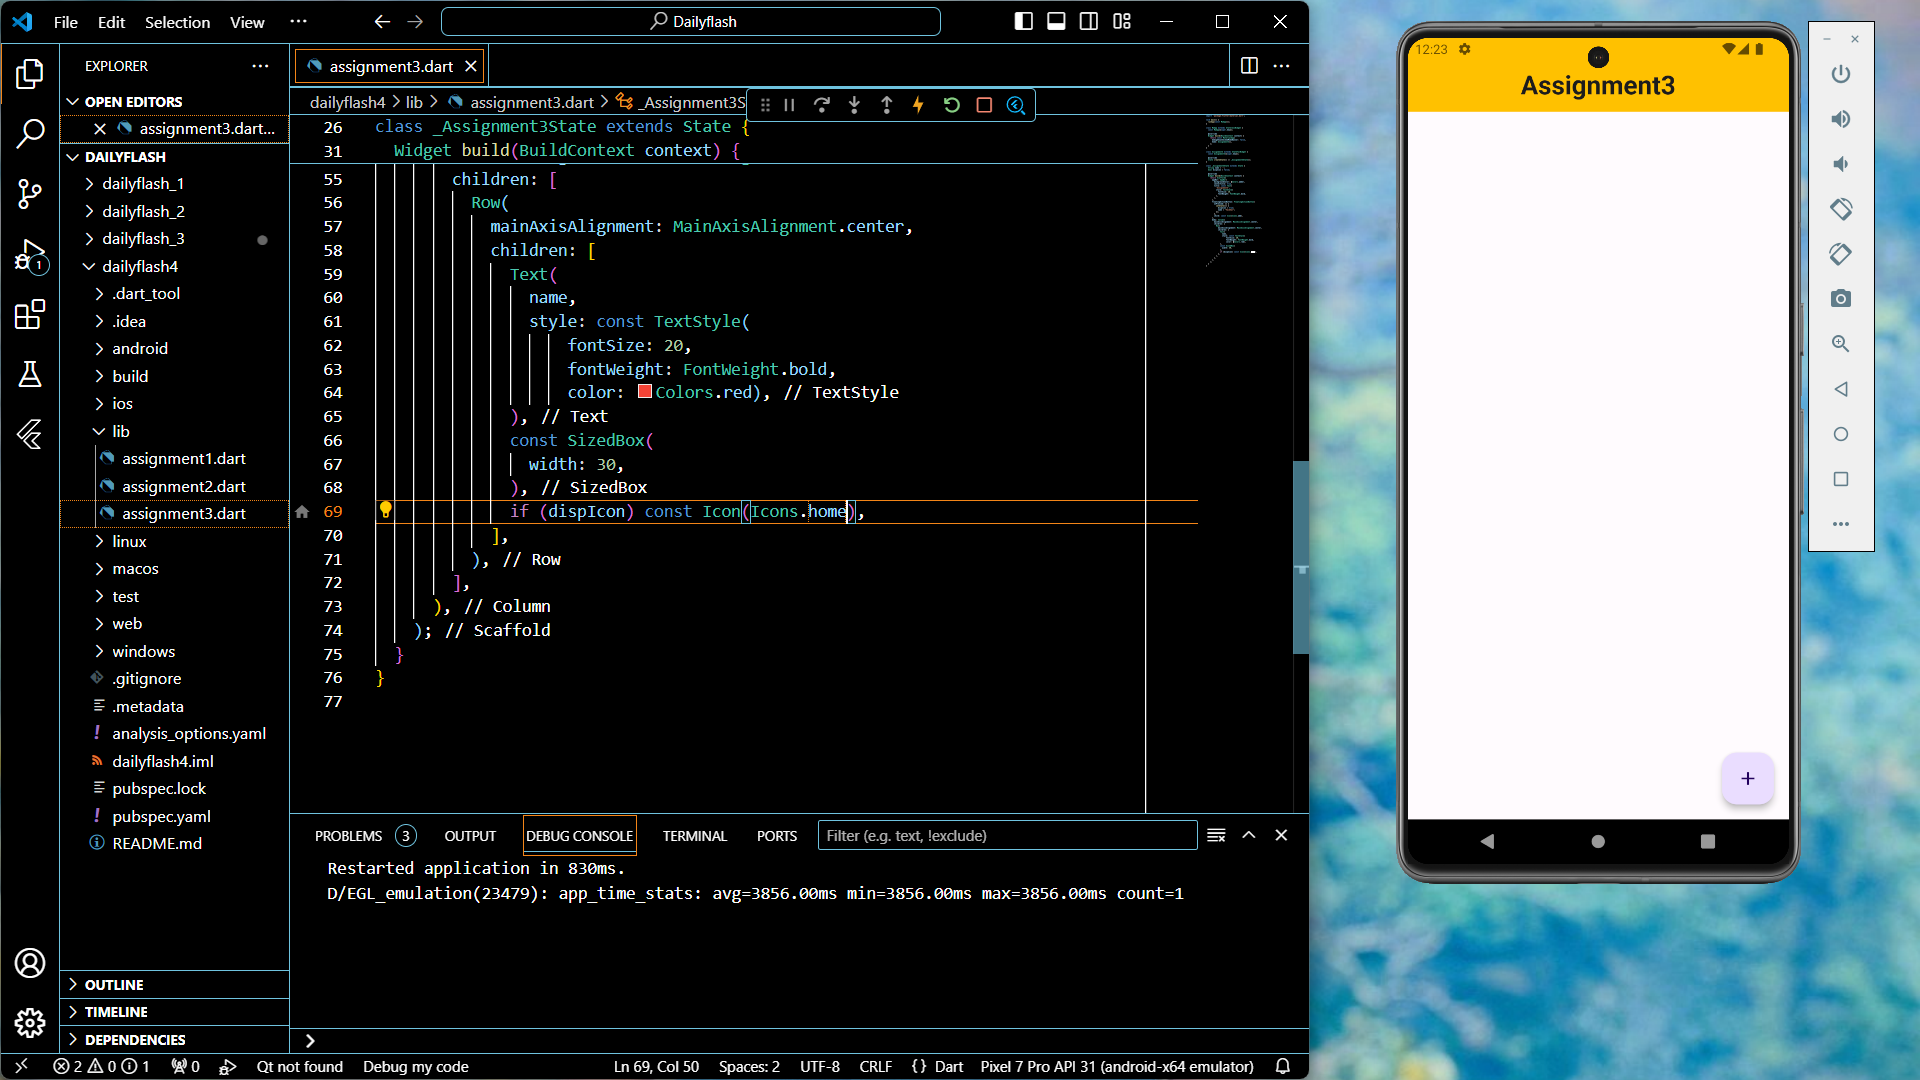 File Edit Selection View
Dailyflash
EXPLORER
OPEN EDITORS
assignment3.dart...
DAILYFLASH
dailyflash_1
dailyflash_2
dailyflash_3
dailyflash4
.dart_tool
.idea
android
build
ios
lib
assignment1.dart
assignment2.dart
assignment3.dart
linux
macos
test
web
windows
.gitignore
.metadata
analysis_options.yaml
dailyflash4.iml
pubspec.lock
pubspec.yaml
README.md
OUTLINE
TIMELINE
DEPENDENCIES
1
assignment3.dart
dailyflash4 > lib > assignment3.dart > _Assignment3S
26 class _Assignment3State extends State {
31 Widget build(BuildContext context) {
55 children: [
56 Row(
57 mainAxisAlignment: MainAxisAlignment.center,
58 children: [
59 Text(
60 name,
61 style: const TextStyle(
62 fontSize: 20,
63 fontWeight: FontWeight.bold,
64 color: Colors.red), // TextStyle
65 ), // Text
66 const SizedBox(
67 width: 30,
68 ), // SizedBox
69 if (dispIcon) const Icon(Icons.home),
70 ],
71 ), // Row
72 ],
73 ), // Column
74 ); // Scaffold
75 }
76 }
77
PROBLEMS 3 OUTPUT DEBUG CONSOLE TERMINAL PORTS Filter (e.g. text, !exclude)
Restarted application in 830ms.
D/EGL_emulation(23479): app_time_stats: avg=3856.00ms min=3856.00ms max=3856.00ms count=1
2 0 1 0 Qt not found Debug my code Ln 69, Col 50 Spaces: 2 UTF-8 CRLF {} Dart Pixel 7 Pro API 31 (android-x64 emulator)
12:23
Assignment3